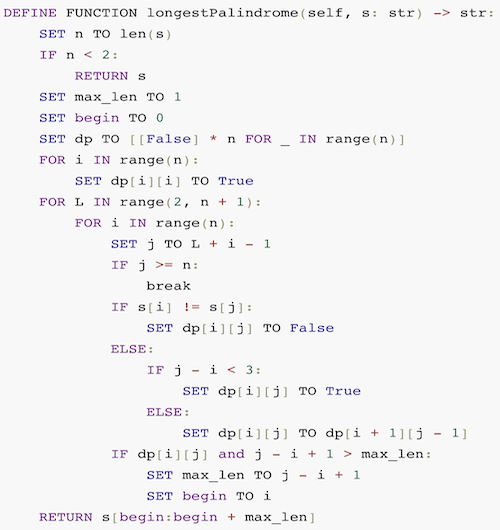 DEFINE FUNCTION longestPalindrome(self, s: str) -> str:
    SET n TO len(s)
    IF n < 2:
        RETURN s
    SET max_len TO 1
    SET begin TO 0
    SET dp TO [[False] * n FOR _ IN range(n)]
    FOR i IN range(n):
        SET dp[i][i] TO True
    FOR L IN range(2, n + 1):
        FOR i IN range(n):
            SET j TO L + i - 1
            IF j >= n:
                break
            IF s[i] != s[j]:
                SET dp[i][j] TO False
            ELSE:
                IF j - i < 3:
                    SET dp[i][j] TO True
                ELSE:
                    SET dp[i][j] TO dp[i + 1][j - 1]
            IF dp[i][j] and j - i + 1 > max_len:
                SET max_len TO j - i + 1
                SET begin TO i
    RETURN s[begin:begin + max_len]